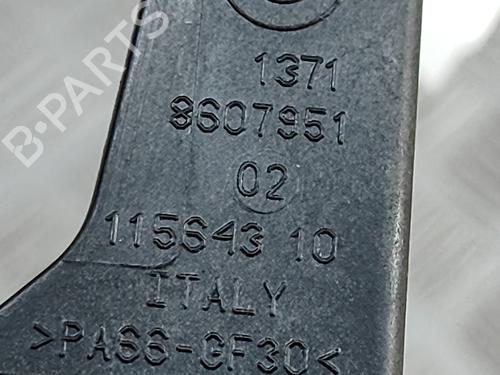 1371
8607951
02
115643 10
ITALY
>PA66-GF30<
B-PARTS